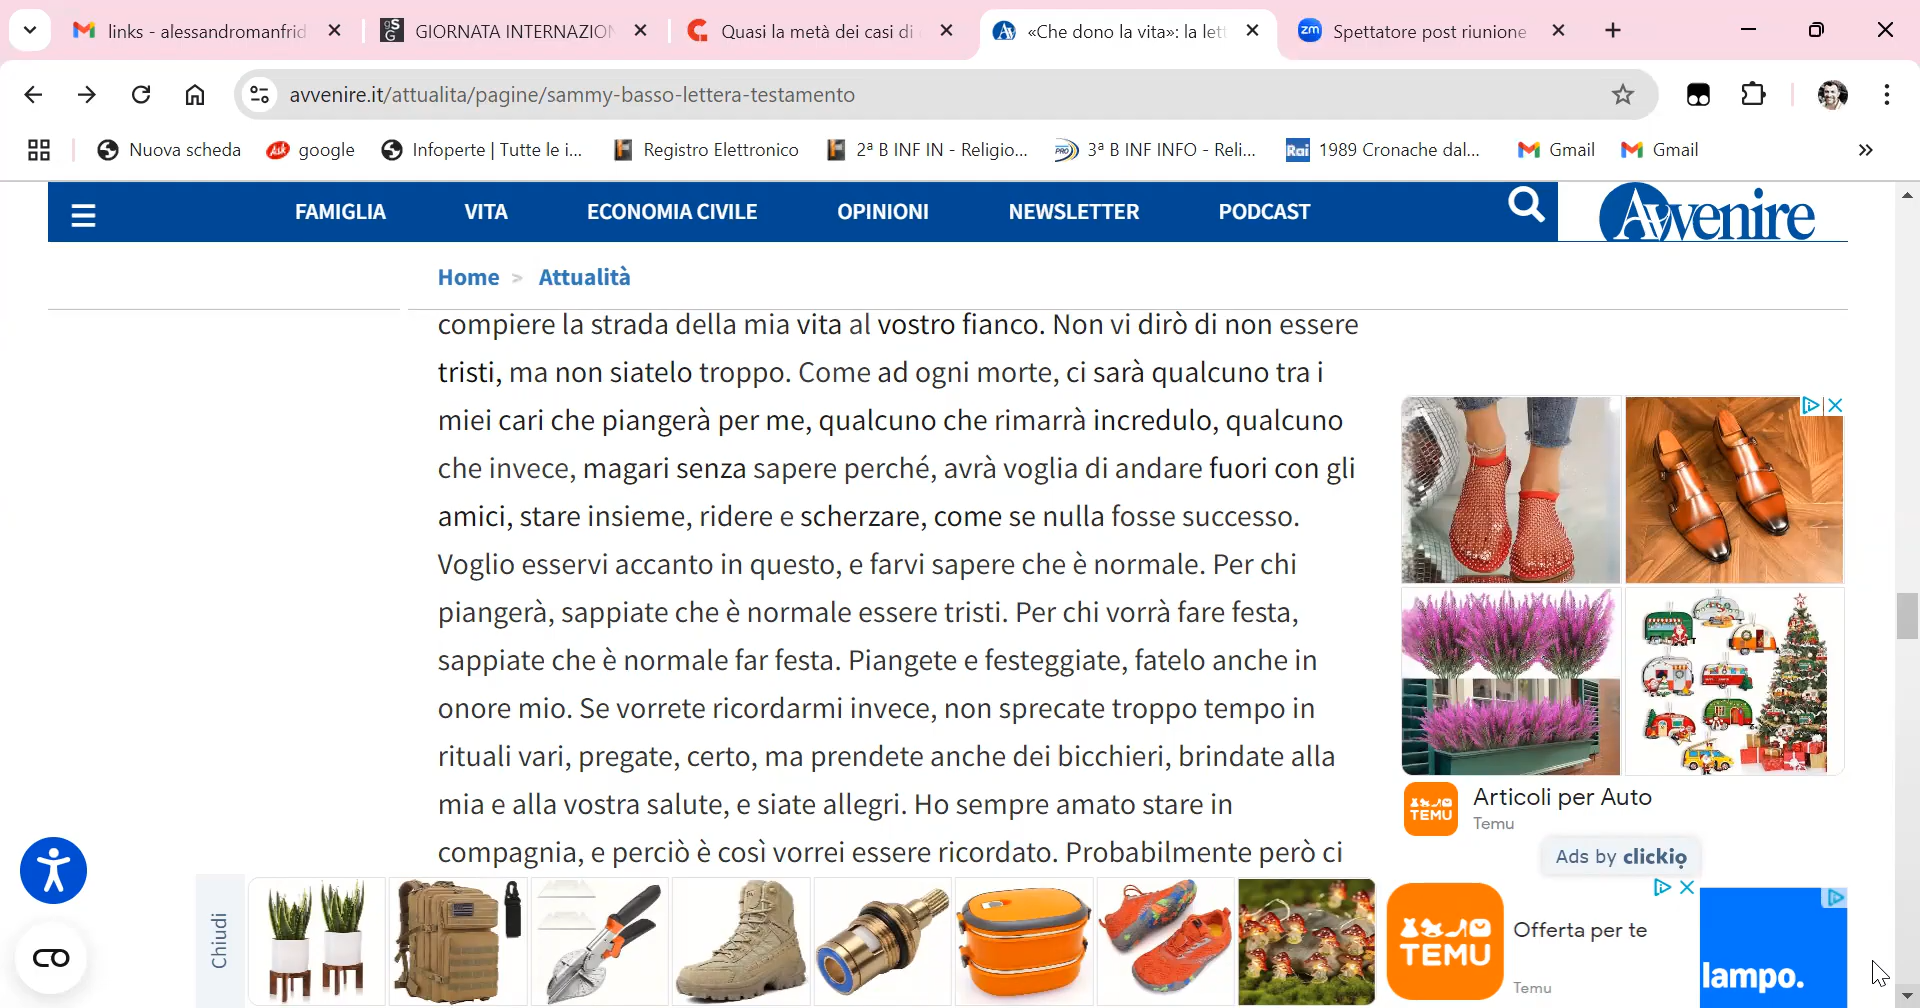 links - alessandromanfrid
GIORNATA INTERNAZION
Quasi la metà dei casi di
«Che dono la vita»: la lett
Spettatore post riunione
avvenire.it/attualita/pagine/sammy-basso-lettera-testamento
Nuova scheda
google
Infoperte | Tutte le i...
Registro Elettronico
2ª B INF IN - Religio...
3ª B INF INFO - Reli...
1989 Cronache dal...
Gmail
Gmail
FAMIGLIA
VITA
ECONOMIA CIVILE
OPINIONI
NEWSLETTER
PODCAST
Avvenire
Home > Attualità
compiere la strada della mia vita al vostro fianco. Non vi dirò di non essere
tristi, ma non siatelo troppo. Come ad ogni morte, ci sarà qualcuno tra i
miei cari che piangerà per me, qualcuno che rimarrà incredulo, qualcuno
che invece, magari senza sapere perché, avrà voglia di andare fuori con gli
amici, stare insieme, ridere e scherzare, come se nulla fosse successo.
Voglio esservi accanto in questo, e farvi sapere che è normale. Per chi
piangerà, sappiate che è normale essere tristi. Per chi vorrà fare festa,
sappiate che è normale far festa. Piangete e festeggiate, fatelo anche in
onore mio. Se vorrete ricordarmi invece, non sprecate troppo tempo in
rituali vari, pregate, certo, ma prendete anche dei bicchieri, brindate alla
mia e alla vostra salute, e siate allegri. Ho sempre amato stare in
compagnia, e perciò è così vorrei essere ricordato. Probabilmente però ci
TEMU
Articoli per Auto
Temu
Ads by clickio
Chiudi
TEMU
Offerta per te
Temu
lampo.